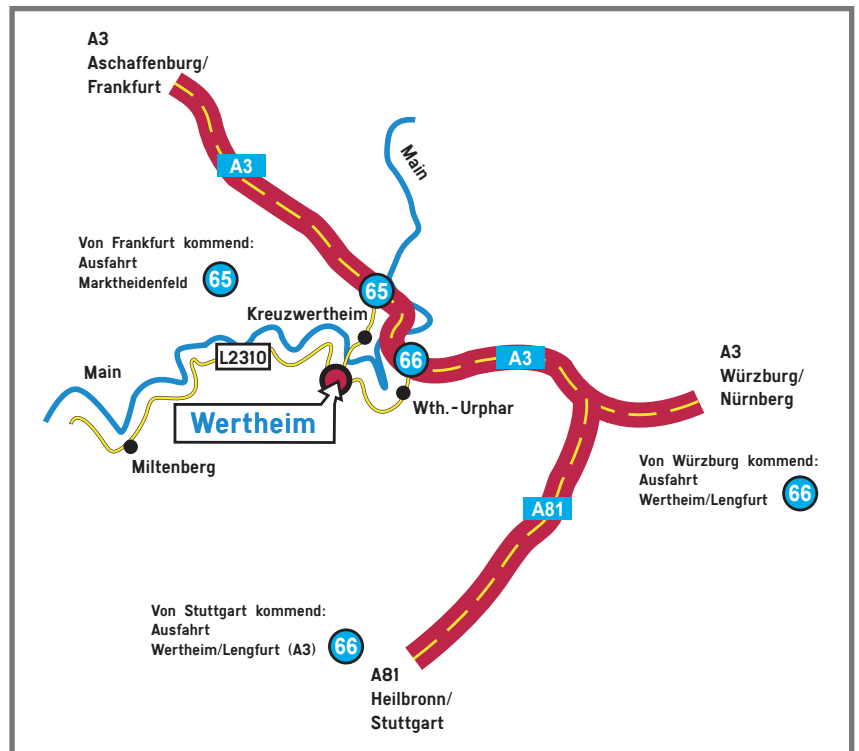 A3
Aschaffenburg/
Frankfurt
A3
Main
Von Frankfurt kommend:
Ausfahrt
Marktheidenfeld 65
65
Kreuzwertheim
66
A3
L2310
Main
A3
Würzburg/
Nürnberg
Wertheim
Wth.-Urphar
Miltenberg
Von Würzburg kommend:
Ausfahrt
Wertheim/Lengfurt 66
A81
Von Stuttgart kommend:
Ausfahrt
Wertheim/Lengfurt (A3) 66
A81
Heilbronn/
Stuttgart